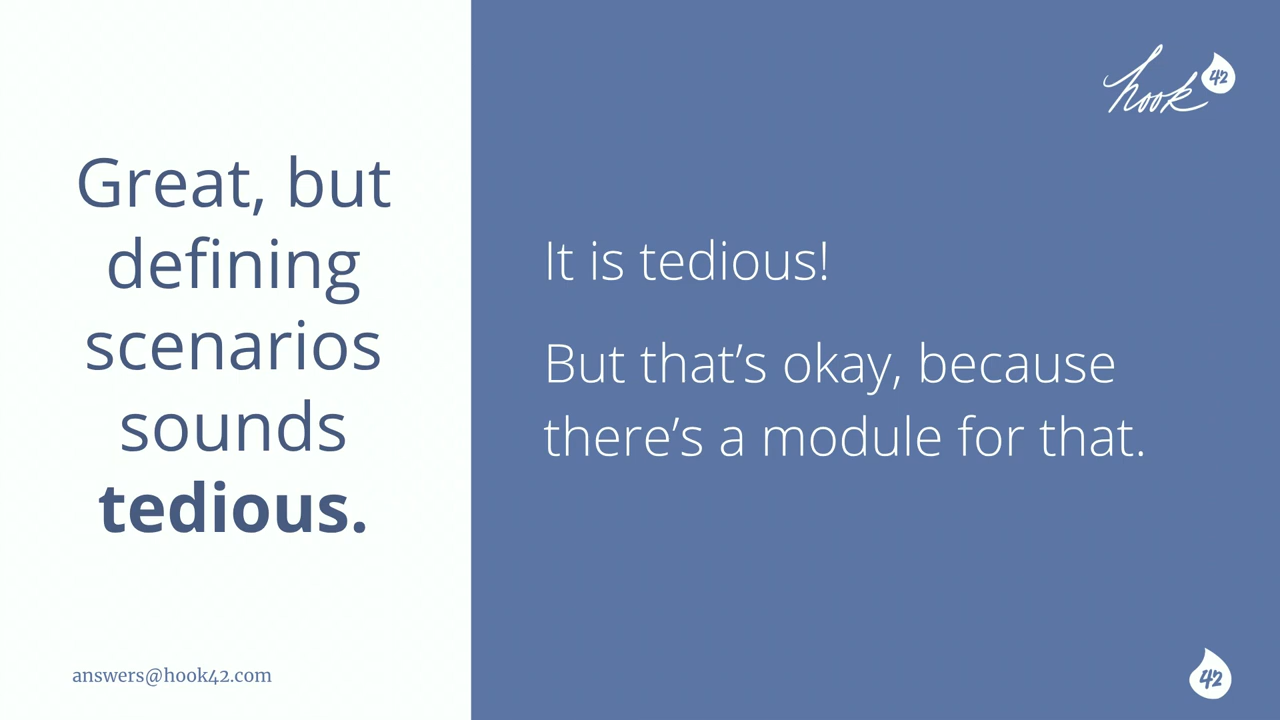 Great, but
defining
scenarios
sounds
tedious.
answers@hook42.com
hook 42
It is tedious!
But that’s okay, because
there’s a module for that.
42